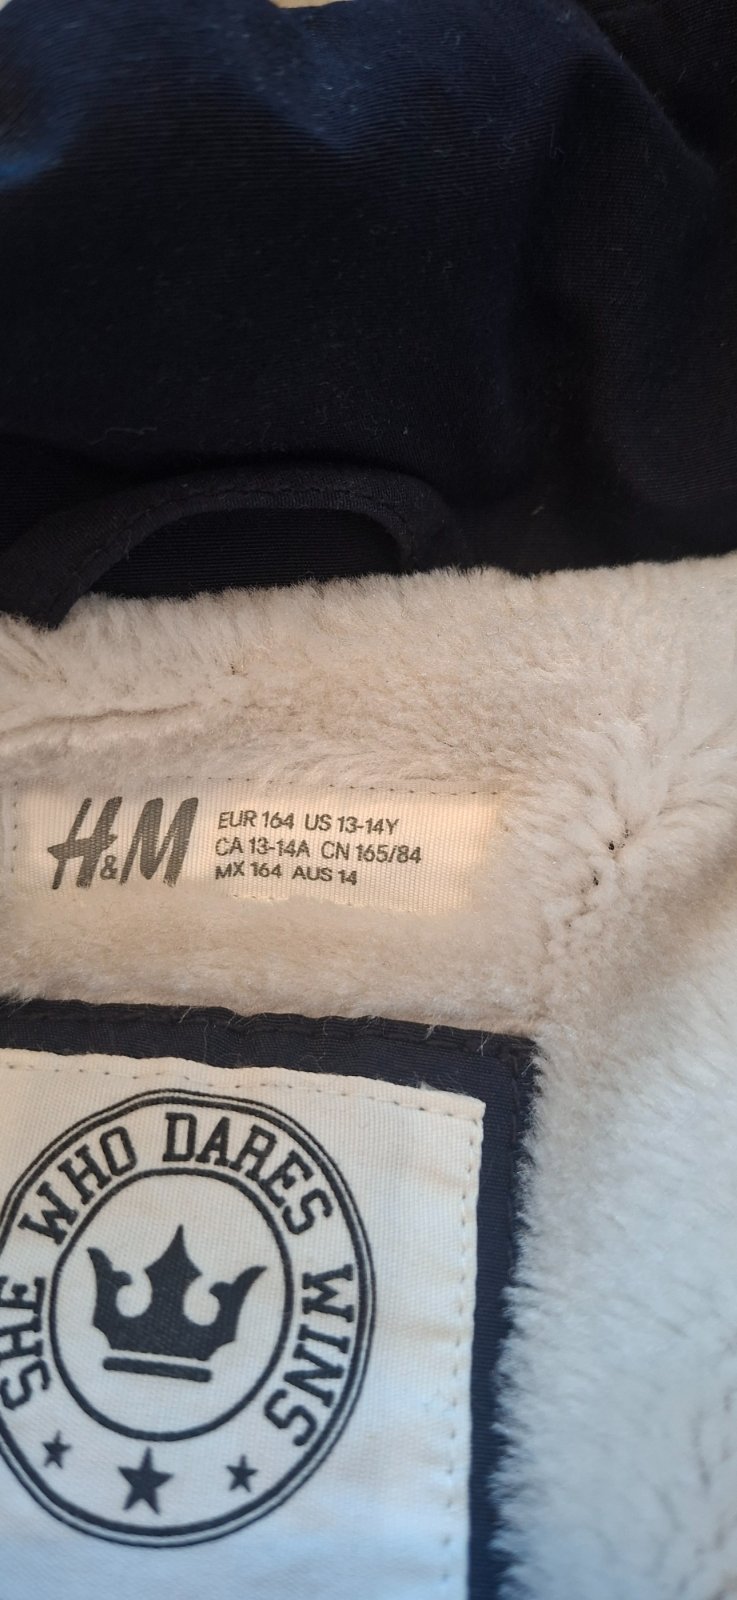 H&M
EUR 164 US 13-14Y
CA 13-14A CN 165/84
MX 164 AUS 14
SHE WHO DARES WINS